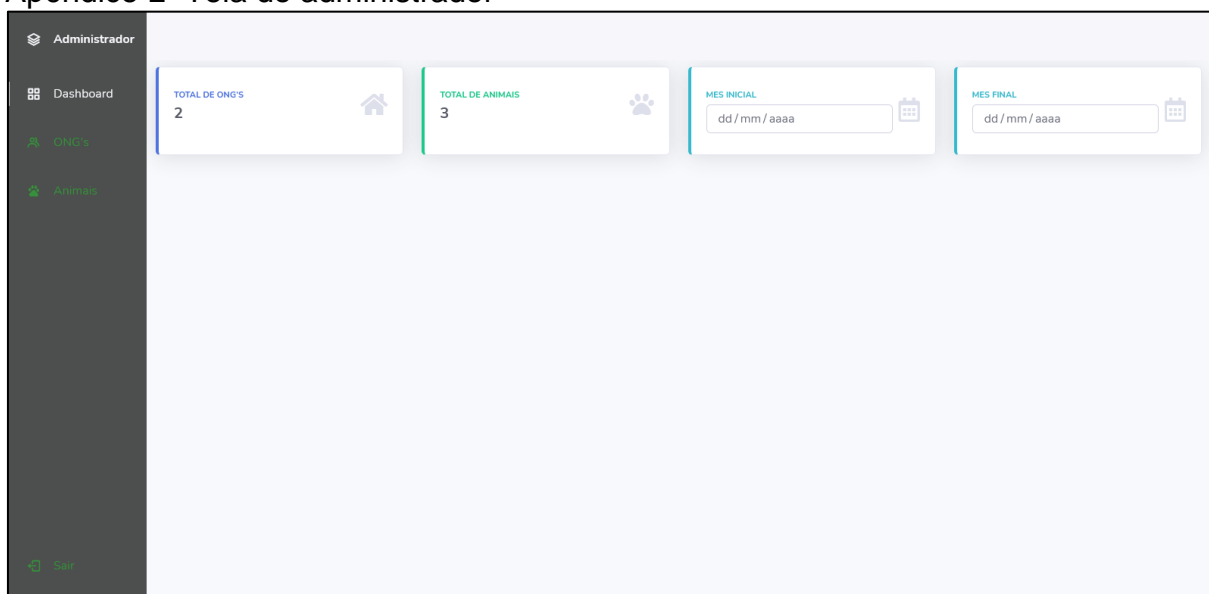 Apêndice 2- Tela do administrador
Administrador
Dashboard
ONG's
Animais
Sair
TOTAL DE ONG'S
2
TOTAL DE ANIMAIS
3
MES INICIAL
dd/mm/aaaa
MES FINAL
dd/mm/aaaa